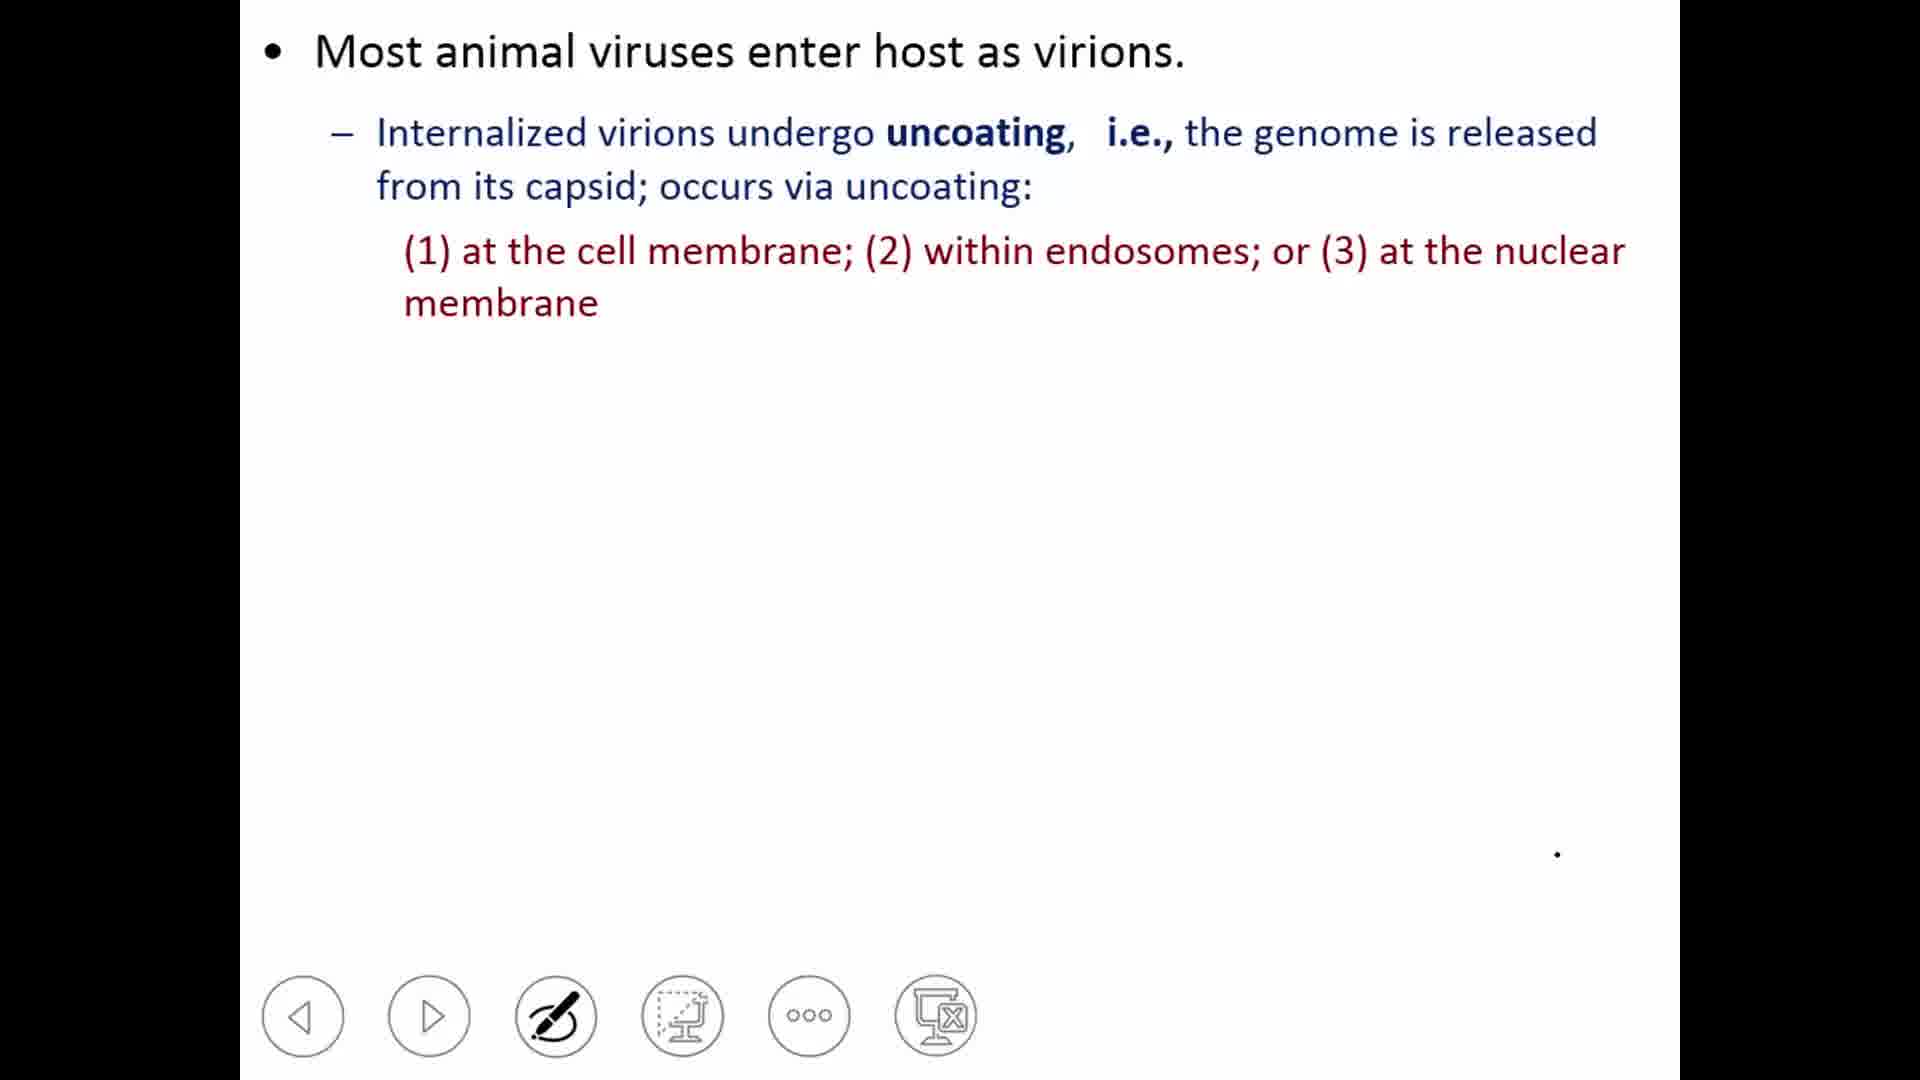 • Most animal viruses enter host as virions.
– Internalized virions undergo uncoating, i.e., the genome is released
from its capsid; occurs via uncoating:
(1) at the cell membrane; (2) within endosomes; or (3) at the nuclear
membrane